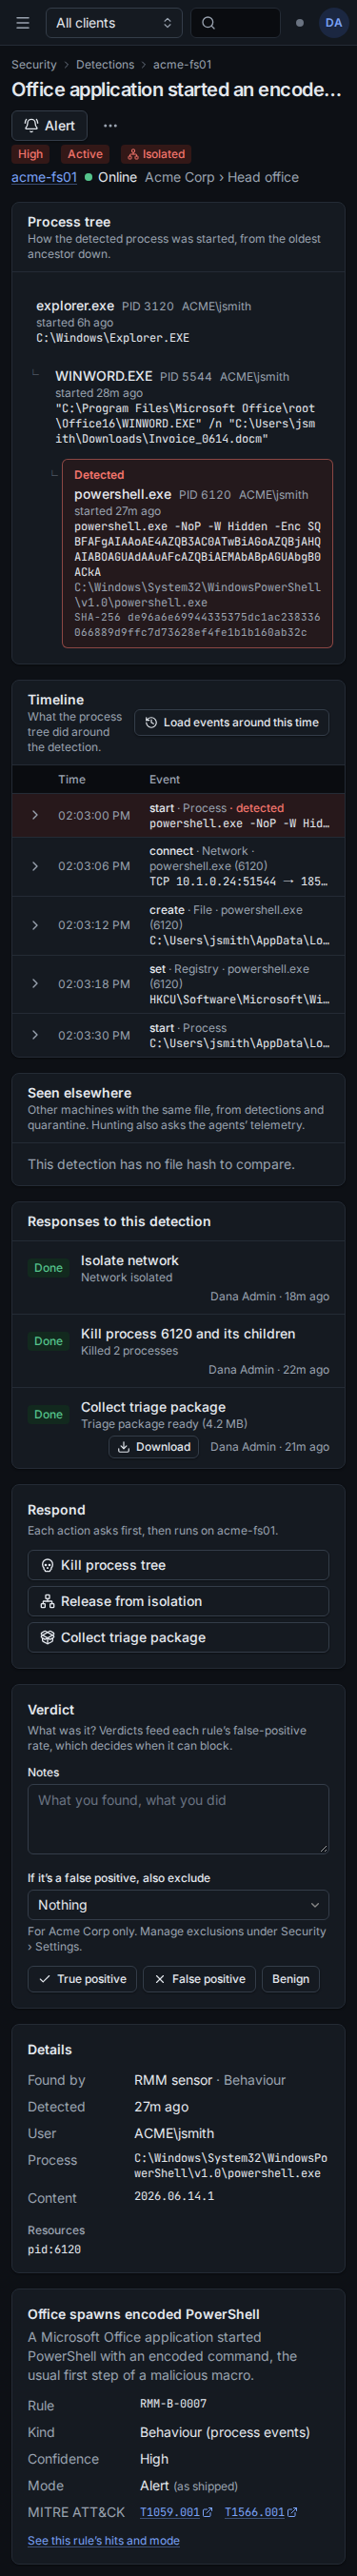 All clients
DA
Security > Detections > acme-fs01
Office application started an encode…
Alert
High Active Isolated
acme-fs01 Online Acme Corp › Head office
Process tree
How the detected process was started, from the oldest
ancestor down.
explorer.exe PID 3120 ACME\jsmith
started 6h ago
C:\Windows\Explorer.EXE
WINWORD.EXE PID 5544 ACME\jsmith
started 28m ago
"C:\Program Files\Microsoft Office\root
\Office16\WINWORD.EXE" /n "C:\Users\jsm
ith\Downloads\Invoice_0614.docm"
Detected
powershell.exe PID 6120 ACME\jsmith
started 27m ago
powershell.exe -NoP -W Hidden -Enc SQ
BFAFgAIAAoAE4AZQB3AC0ATwBiAGoAZQBjAHQ
AIABOAGUAdAAuAFcAZQBiAEMAbABpAGUAbgB0
ACkA
C:\Windows\System32\WindowsPowerShell
\v1.0\powershell.exe
SHA-256 de96a6e69944335375dc1ac238336
066889d9ffc7d73628ef4fe1b1b160ab32c
Timeline
What the process
tree did around
the detection.
Load events around this time
Time Event
02:03:00 PM start · Process · detected
powershell.exe -NoP -W Hid…
02:03:06 PM connect · Network ·
powershell.exe (6120)
TCP 10.1.0.24:51544 → 185…
02:03:12 PM create · File · powershell.exe
(6120)
C:\Users\jsmith\AppData\Lo…
02:03:18 PM set · Registry · powershell.exe
(6120)
HKCU\Software\Microsoft\Wi…
02:03:30 PM start · Process
C:\Users\jsmith\AppData\Lo…
Seen elsewhere
Other machines with the same file, from detections and
quarantine. Hunting also asks the agents’ telemetry.
This detection has no file hash to compare.
Responses to this detection
Done Isolate network
Network isolated
Dana Admin · 18m ago
Done Kill process 6120 and its children
Killed 2 processes
Dana Admin · 22m ago
Done Collect triage package
Triage package ready (4.2 MB)
Download Dana Admin · 21m ago
Respond
Each action asks first, then runs on acme-fs01.
Kill process tree
Release from isolation
Collect triage package
Verdict
What was it? Verdicts feed each rule’s false-positive
rate, which decides when it can block.
Notes
What you found, what you did
If it’s a false positive, also exclude
Nothing
For Acme Corp only. Manage exclusions under Security
› Settings.
True positive False positive Benign
Details
Found by RMM sensor · Behaviour
Detected 27m ago
User ACME\jsmith
Process C:\Windows\System32\WindowsPo
werShell\v1.0\powershell.exe
Content 2026.06.14.1
Resources
pid:6120
Office spawns encoded PowerShell
A Microsoft Office application started
PowerShell with an encoded command, the
usual first step of a malicious macro.
Rule RMM-B-0007
Kind Behaviour (process events)
Confidence High
Mode Alert (as shipped)
MITRE ATT&CK T1059.001 T1566.001
See this rule’s hits and mode